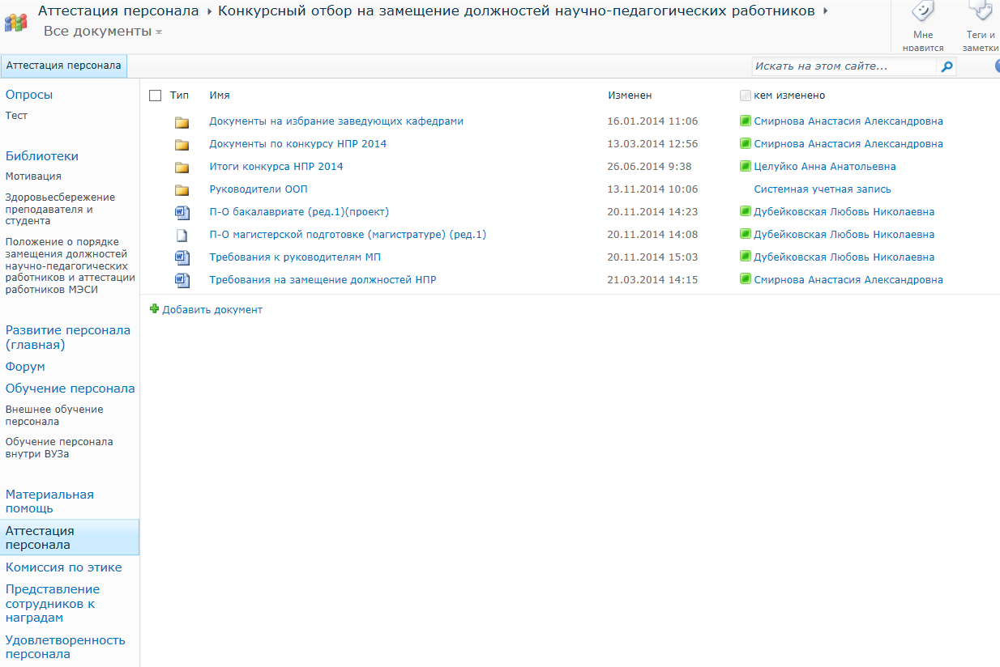 Аттестация персонала ▸ Конкурсный отбор на замещение должностей научно-педагогических работников ▸
Все документы
Мне нравится
Теги и заметки
Аттестация персонала
Искать на этом сайте...
Опросы
Тест
Библиотеки
Мотивация
Здоровьесбережение
преподавателя и
студента
Положение о порядке
замещения должностей
научно-педагогических
работников и аттестации
работников МЭСИ
Развитие персонала
(главная)
Форум
Обучение персонала
Внешнее обучение
персонала
Обучение персонала
внутри ВУЗа
Материальная
помощь
Аттестация
персонала
Комиссия по этике
Представление
сотрудников к
наградам
Удовлетворенность
персонала
Тип Имя Изменен кем изменено
Документы на избрание заведующих кафедрами 16.01.2014 11:06 Смирнова Анастасия Александровна
Документы по конкурсу НПР 2014 13.03.2014 12:56 Смирнова Анастасия Александровна
Итоги конкурса НПР 2014 26.06.2014 9:38 Целуйко Анна Анатольевна
Руководители ООП 13.11.2014 10:06 Системная учетная запись
П-О бакалавриате (ред.1)(проект) 20.11.2014 14:23 Дубейковская Любовь Николаевна
П-О магистерской подготовке (магистратуре) (ред.1) 20.11.2014 14:08 Дубейковская Любовь Николаевна
Требования к руководителям МП 20.11.2014 15:03 Дубейковская Любовь Николаевна
Требования на замещение должностей НПР 21.03.2014 14:15 Смирнова Анастасия Александровна
Добавить документ